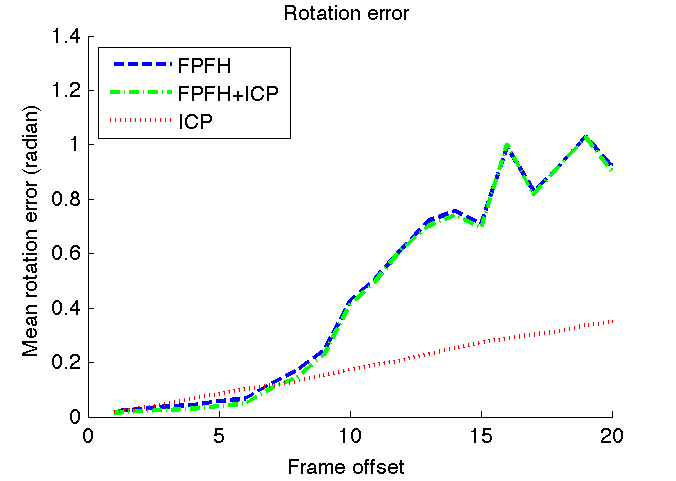 Rotation error
1.4
1.2
1
0.8
0.6
0.4
0.2
0
Mean rotation error (radian)
FPFH
FPFH+ICP
ICP
0
5
10
15
20
Frame offset